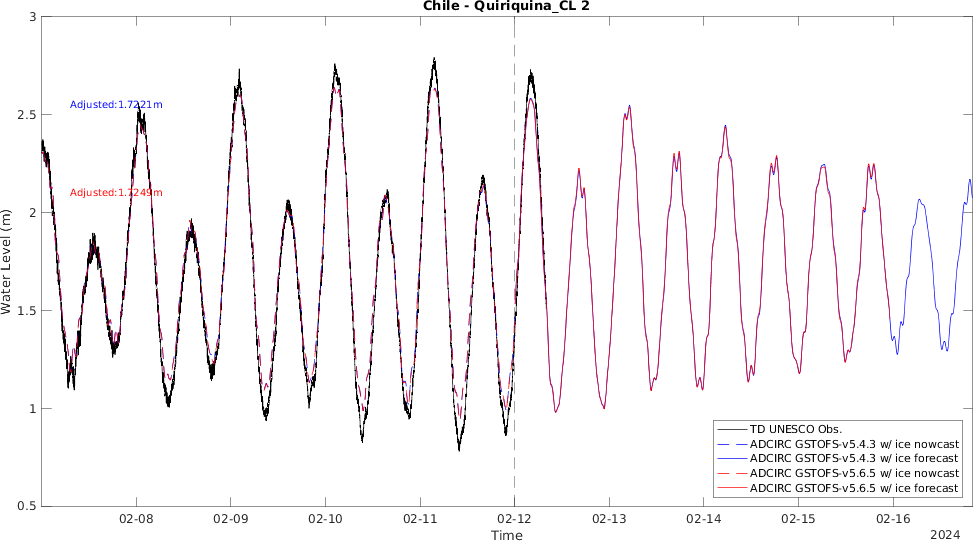 Chile - Quiriquina_CL 2
3
2.5
2
1.5
1
0.5
Water Level (m)
Adjusted:1.7221m
Adjusted:1.7249m
TD UNESCO Obs.
ADCIRC GSTOFS-v5.4.3 w/ ice nowcast
ADCIRC GSTOFS-v5.4.3 w/ ice forecast
ADCIRC GSTOFS-v5.6.5 w/ ice nowcast
ADCIRC GSTOFS-v5.6.5 w/ ice forecast
02-08 02-09 02-10 02-11 02-12 02-13 02-14 02-15 02-16
Time
2024